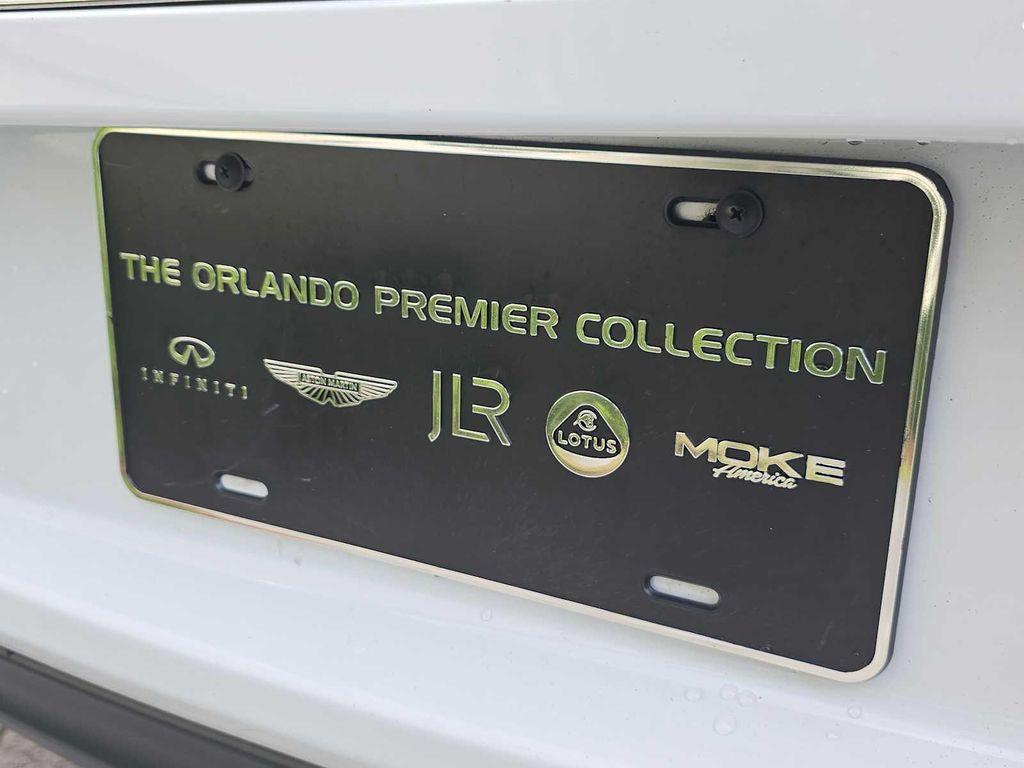 THE ORLANDO PREMIER COLLECTION
INFINITI
ASTON MARTIN
JLR
LOTUS
MOKE
America